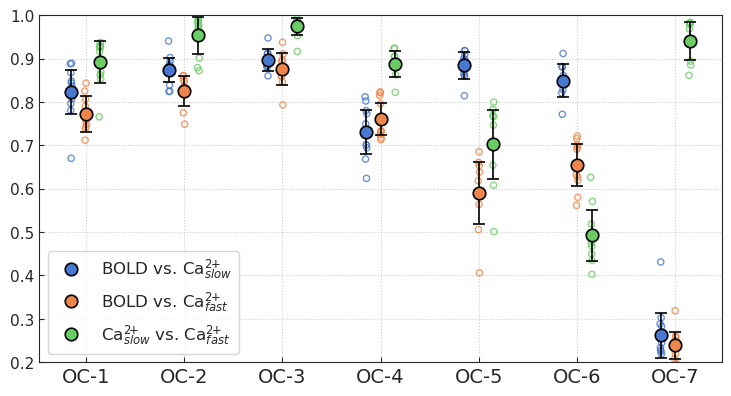 1.0
0.9
0.8
0.7
0.6
0.5
0.4
0.3
0.2
BOLD vs. Ca²⁺slow
BOLD vs. Ca²⁺fast
Ca²⁺slow vs. Ca²⁺fast
OC-1 OC-2 OC-3 OC-4 OC-5 OC-6 OC-7